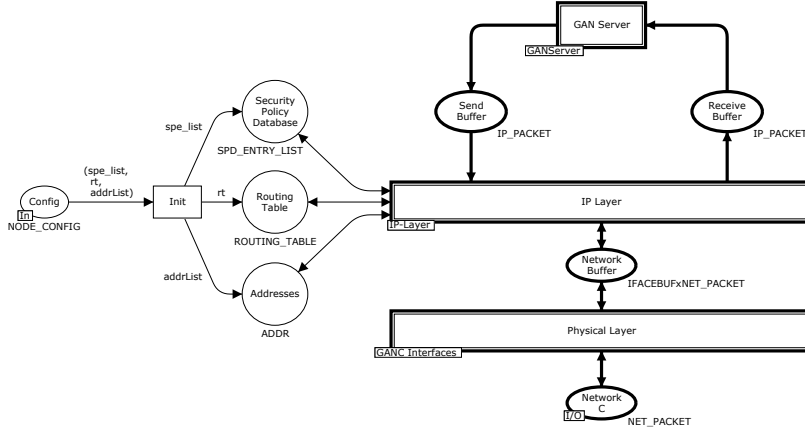 GAN Server
GANServer
Send
Buffer
IP_PACKET
Receive
Buffer
IP_PACKET
Security
Policy
Database
SPD_ENTRY_LIST
spe_list
(spe_list,
rt,
addrList)
Config
In
NODE_CONFIG
Init
rt
Routing
Table
ROUTING_TABLE
IP Layer
IP-Layer
addrList
Addresses
ADDR
Network
Buffer
IFACEBUFxNET_PACKET
Physical Layer
GANC Interfaces
Network
C
I/O
NET_PACKET